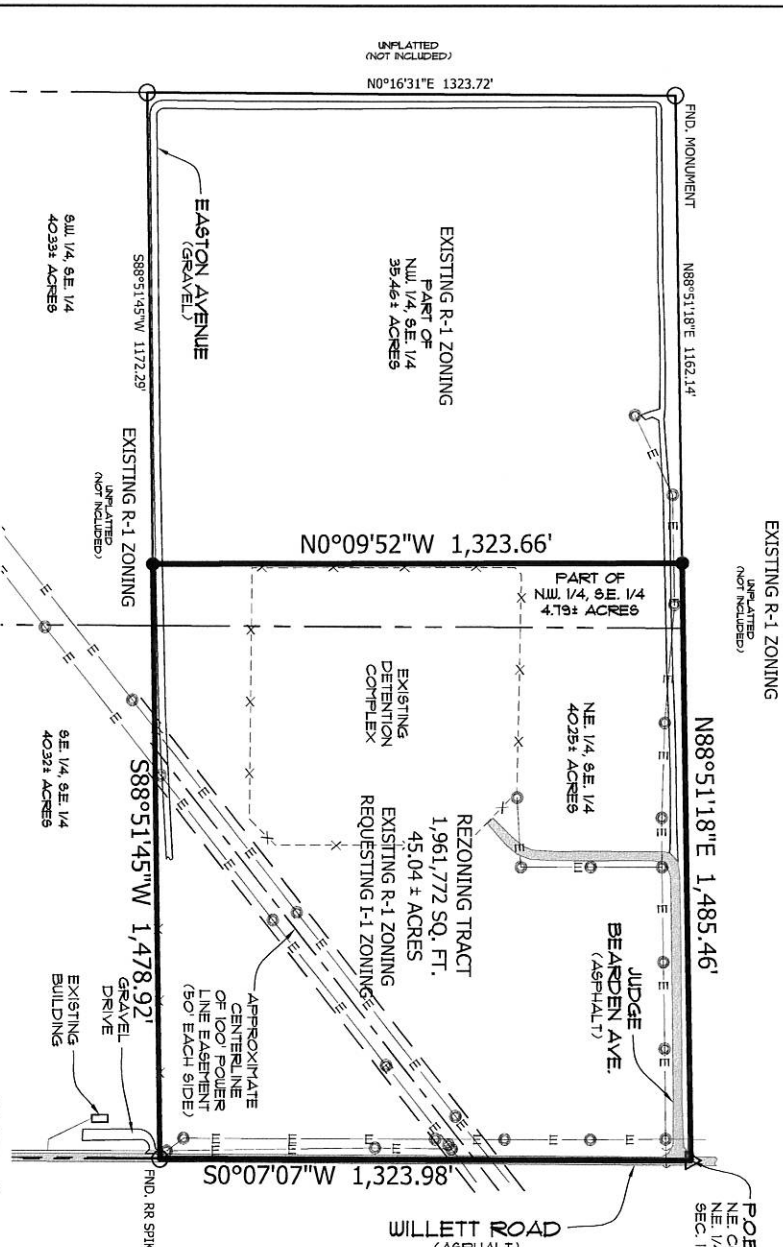 UNPLATTED
(NOT INCLUDED)
N0°16'31"E 1323.72'
FND. MONUMENT
N88°51'18"E 1162.14'
EXISTING R-1 ZONING
UNPLATTED
(NOT INCLUDED)
EASTON AVENUE
(GRAVEL)
EXISTING R-1 ZONING
PART OF
N.W. 1/4, S.E. 1/4
35.46± ACRES
S.W. 1/4, S.E. 1/4
40.33± ACRES
S88°51'45"W 1172.29'
EXISTING R-1 ZONING
UNPLATTED
(NOT INCLUDED)
N0°09'52"W 1,323.66'
PART OF
N.W. 1/4, S.E. 1/4
4.79± ACRES
EXISTING
DETENTION
COMPLEX
N.E. 1/4, S.E. 1/4
40.25± ACRES
N88°51'18"E 1,485.46'
S.E. 1/4, S.E. 1/4
40.32± ACRES
S88°51'45"W 1,478.92'
REZONING TRACT
1,961,772 SQ. FT.
45.04 ± ACRES
EXISTING R-1 ZONING
REQUESTING I-1 ZONING
JUDGE
BEARDEN AVE.
(ASPHALT)
APPROXIMATE
CENTERLINE
OF 100' POWER
LINE EASEMENT
(50' EACH SIDE)
GRAVEL
DRIVE
EXISTING
BUILDING
S0°07'07"W 1,323.98'
FND. RR SPIK
WILLETT ROAD
(ASPHALT)
P.O.B
N.E. C
N.E. 1/4
SEC.